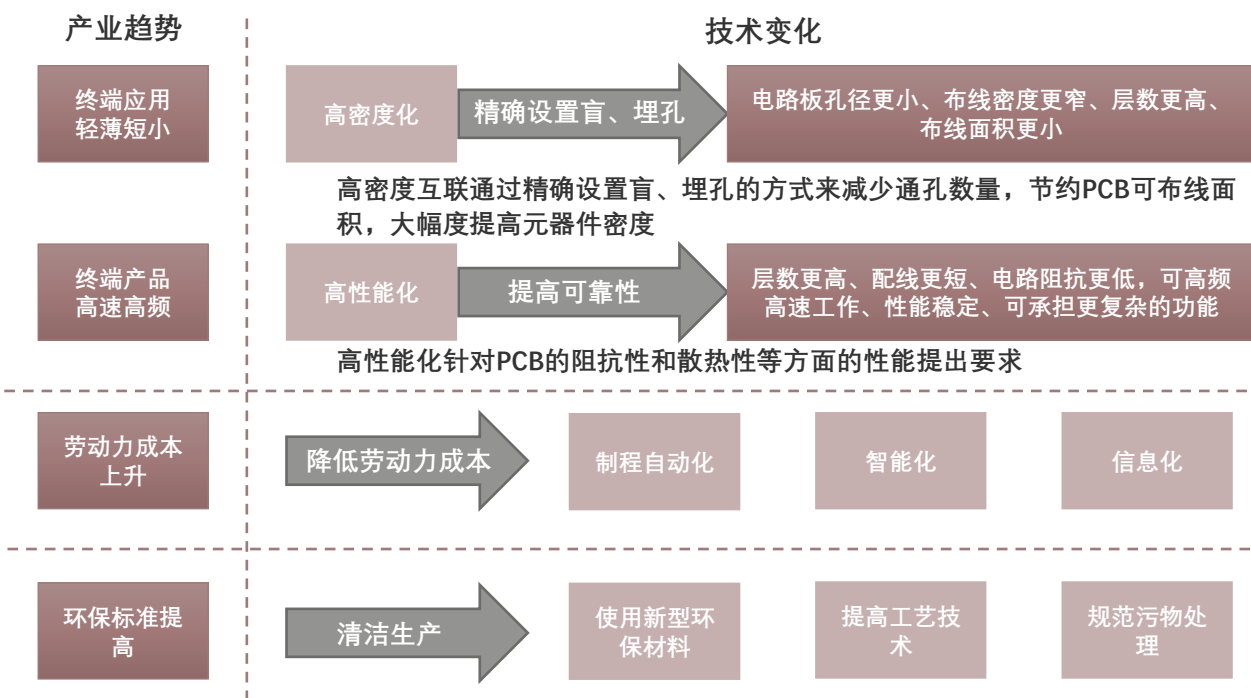 产业趋势
技术变化
终端应用
轻薄短小
高密度化
精确设置盲、埋孔
电路板孔径更小、布线密度更窄、层数更高、
布线面积更小
高密度互联通过精确设置盲、埋孔的方式来减少通孔数量，节约PCB可布线面
积，大幅度提高元器件密度
终端产品
高速高频
高性能化
提高可靠性
层数更高、配线更短、电路阻抗更低，可高频
高速工作、性能稳定、可承担更复杂的功能
高性能化针对PCB的阻抗性和散热性等方面的性能提出要求
劳动力成本
上升
降低劳动力成本
制程自动化
智能化
信息化
环保标准提
高
清洁生产
使用新型环
保材料
提高工艺技
术
规范污物处
理